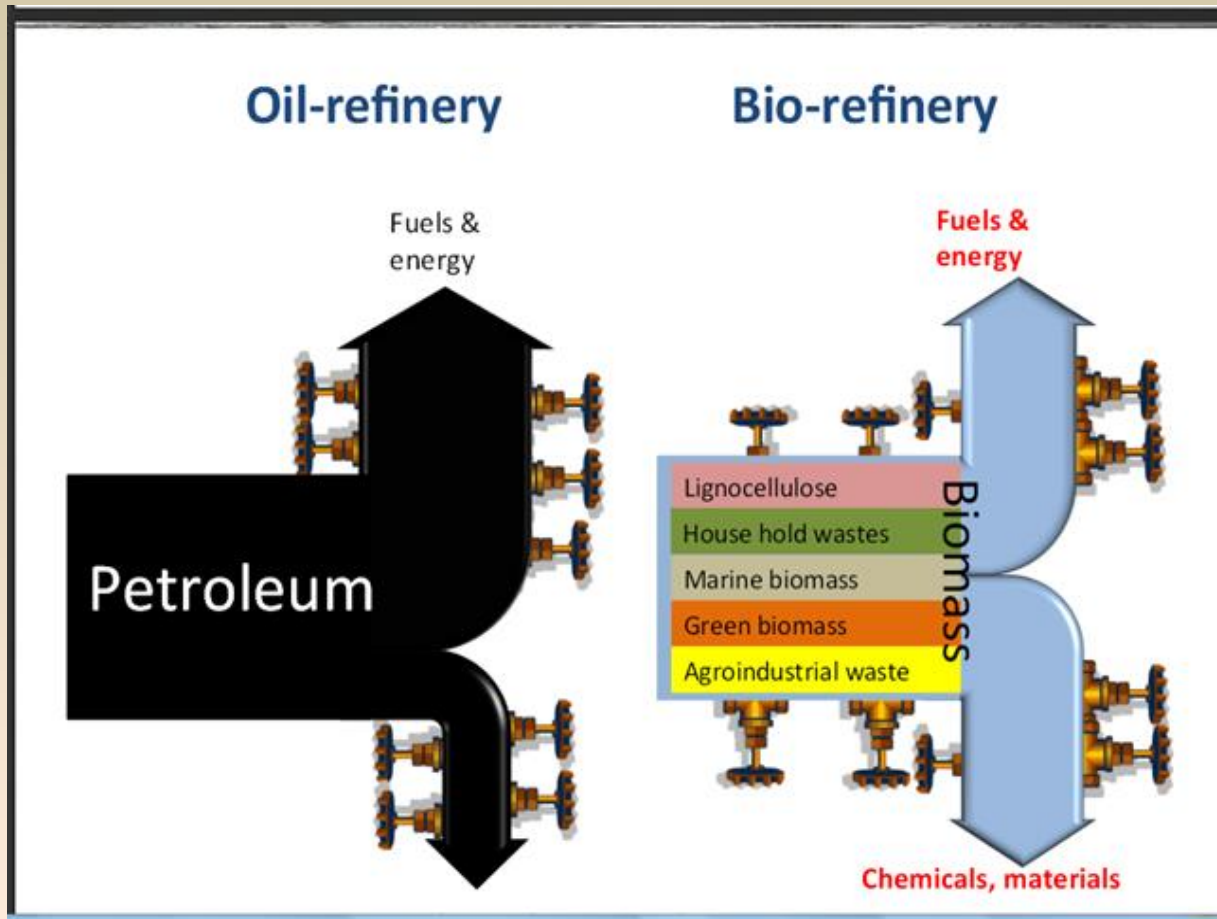 Oil-refinery
Fuels &
energy
Petroleum
Bio-refinery
Fuels &
energy
Lignocellulose
House hold wastes
Marine biomass
Green biomass
Agroindustrial waste
Biomass
Chemicals, materials